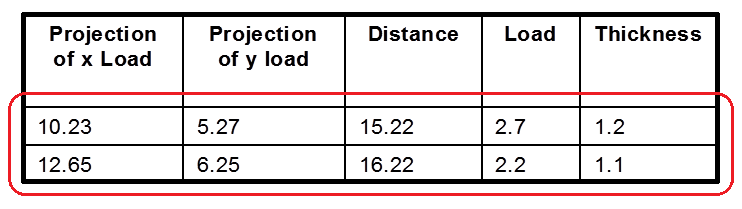 Projection of x Load Projection of y load Distance Load Thickness
10.23 5.27 15.22 2.7 1.2
12.65 6.25 16.22 2.2 1.1